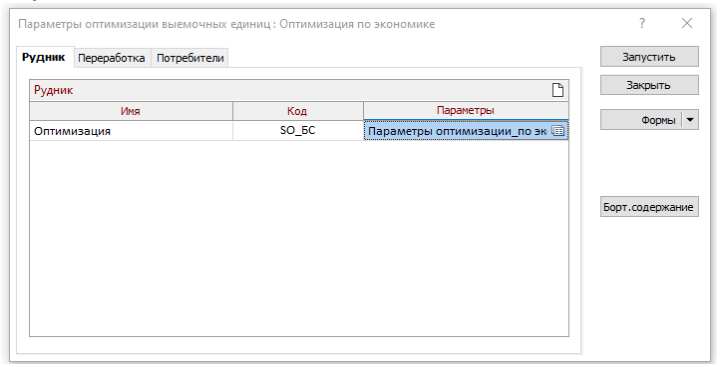 Параметры оптимизации выемочных единиц : Оптимизация по экономике ? ×
Рудник Переработка Потребители
Запустить
Рудник
Закрыть
Имя Код Параметры
Формы
Оптимизация SO_БС Параметры оптимизации_по эк
Борт.содержание